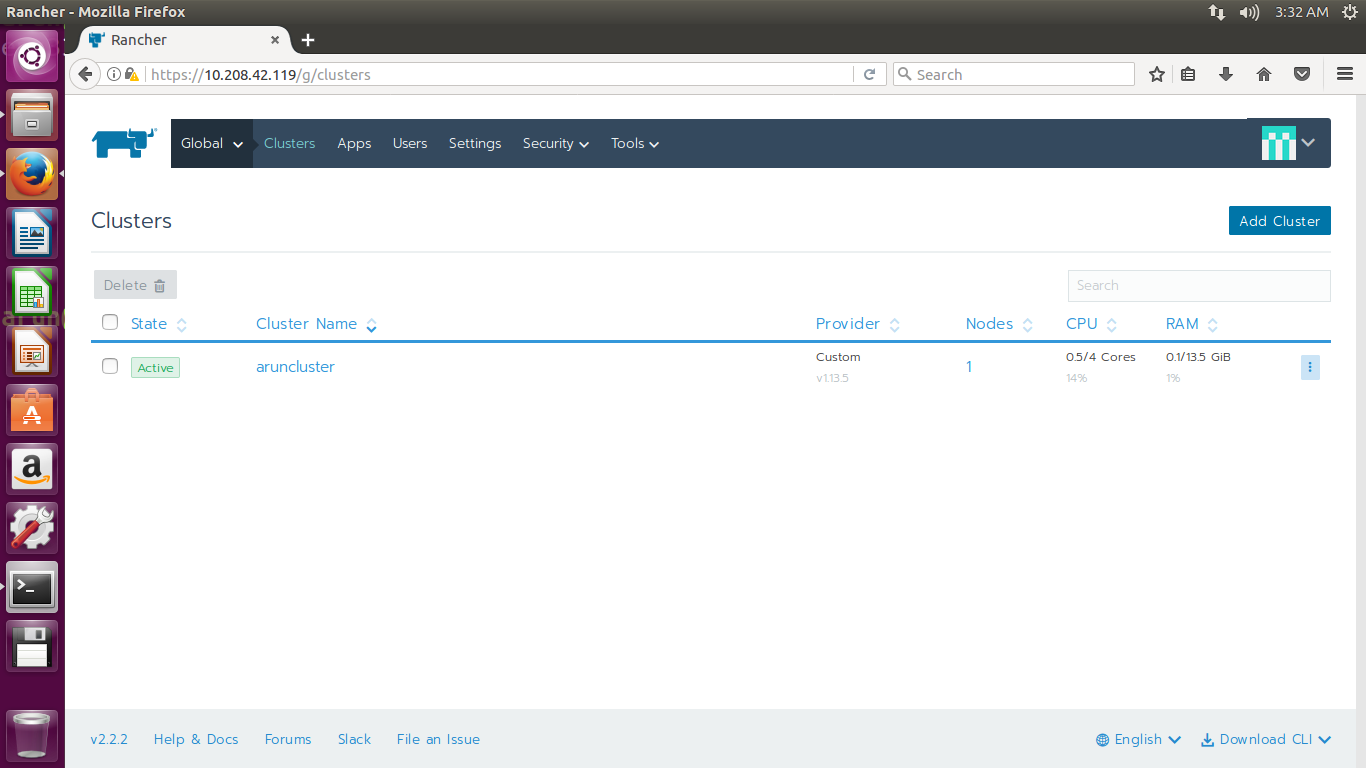 Rancher - Mozilla Firefox
3:32 AM
Rancher
https://10.208.42.119/g/clusters
Search
Global
Clusters
Apps
Users
Settings
Security
Tools
Clusters
Add Cluster
Delete
Search
State
Cluster Name
Provider
Nodes
CPU
RAM
Active
aruncluster
Custom
v1.13.5
1
0.5/4 Cores
14%
0.1/13.5 GiB
1%
v2.2.2
Help & Docs
Forums
Slack
File an Issue
English
Download CLI